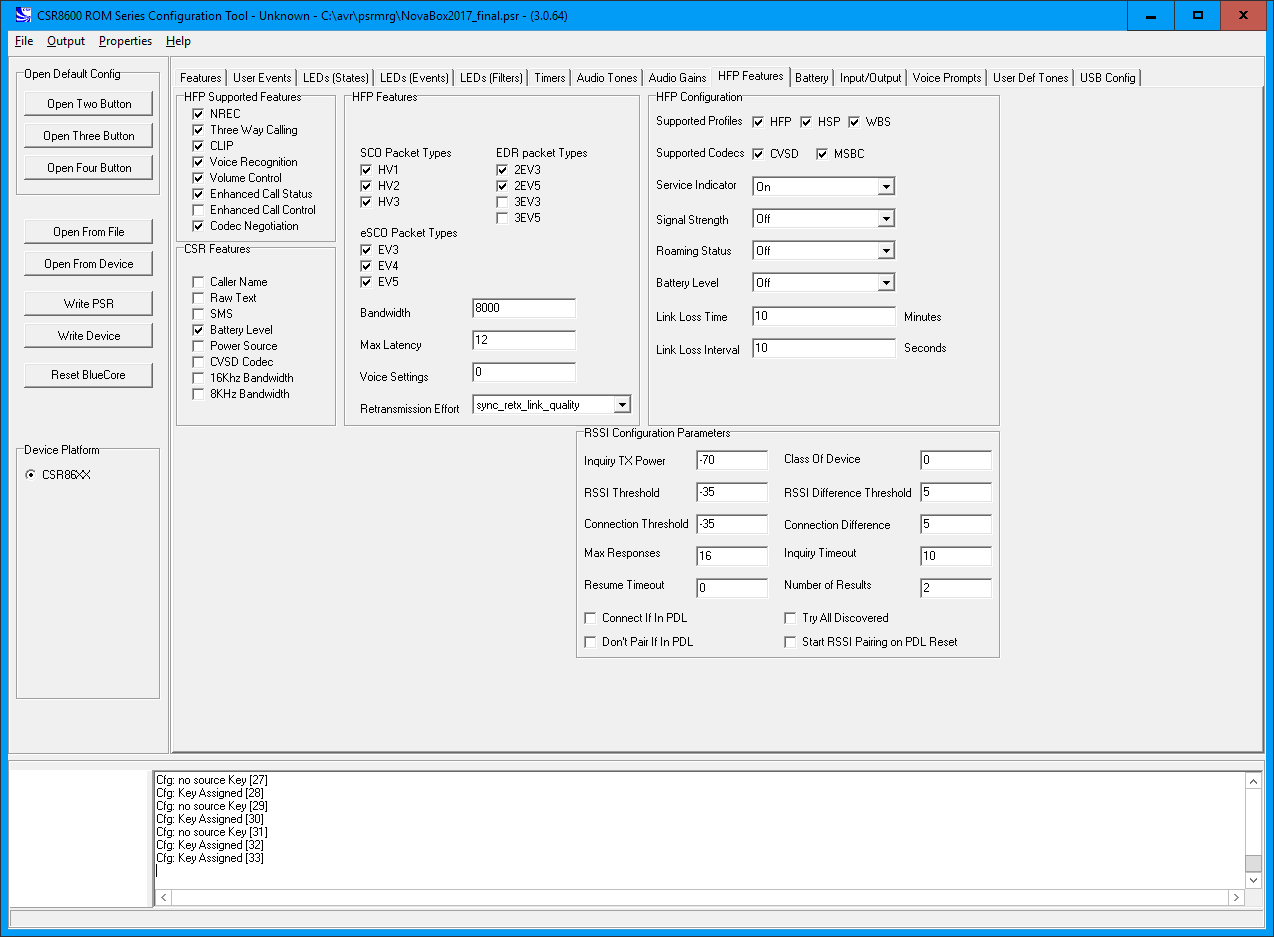 CSR8600 ROM Series Configuration Tool - Unknown - C:\avr\psrmrg\NovaBox2017_final.psr - (3.0.64)
File Output Properties Help
Open Default Config
Open Two Button
Open Three Button
Open Four Button
Open From File
Open From Device
Write PSR
Write Device
Reset BlueCore
Device Platform
CSR86XX
Features User Events LEDs (States) LEDs (Events) LEDs (Filters) Timers Audio Tones Audio Gains HFP Features Battery Input/Output Voice Prompts User Def Tones USB Config
HFP Supported Features
NREC
Three Way Calling
CLIP
Voice Recognition
Volume Control
Enhanced Call Status
Enhanced Call Control
Codec Negotiation
CSR Features
Caller Name
Raw Text
SMS
Battery Level
Power Source
CVSD Codec
16Khz Bandwidth
8KHz Bandwidth
HFP Features
SCO Packet Types
HV1
HV2
HV3
EDR packet Types
2EV3
2EV5
3EV3
3EV5
eSCO Packet Types
EV3
EV4
EV5
Bandwidth 8000
Max Latency 12
Voice Settings 0
Retransmission Effort sync_retx_link_quality
HFP Configuration
Supported Profiles HFP HSP WBS
Supported Codecs CVSD MSBC
Service Indicator On
Signal Strength Off
Roaming Status Off
Battery Level Off
Link Loss Time 10 Minutes
Link Loss Interval 10 Seconds
RSSI Configuration Parameters
Inquiry TX Power -70 Class Of Device 0
RSSI Threshold -35 RSSI Difference Threshold 5
Connection Threshold -35 Connection Difference 5
Max Responses 16 Inquiry Timeout 10
Resume Timeout 0 Number of Results 2
Connect If In PDL Try All Discovered
Don't Pair If In PDL Start RSSI Pairing on PDL Reset
Cfg: no source Key [27]
Cfg: Key Assigned [28]
Cfg: no source Key [29]
Cfg: Key Assigned [30]
Cfg: no source Key [31]
Cfg: Key Assigned [32]
Cfg: Key Assigned [33]